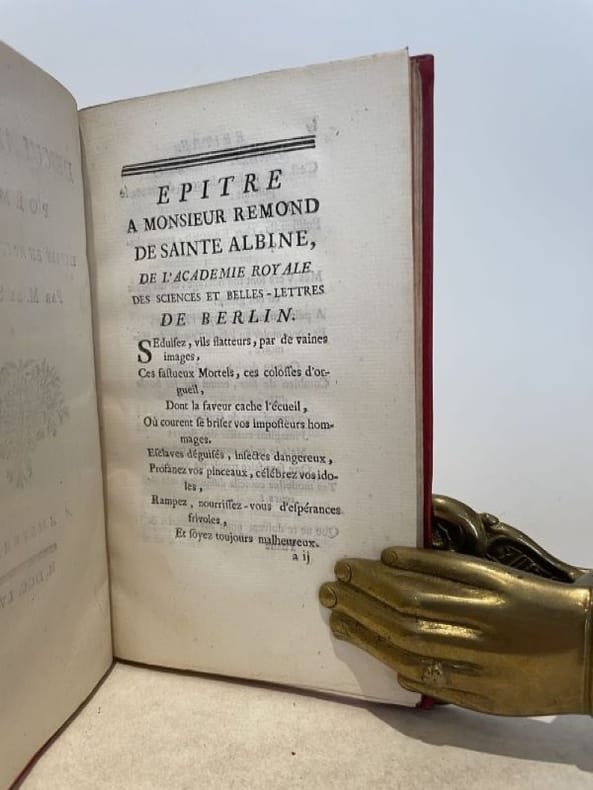 EPITRE
A MONSIEUR REMOND
DE SAINTE ALBINE,
DE L'ACADEMIE ROYALE
DES SCIENCES ET BELLES-LETTRES
DE BERLIN.
SEduiſez, vils flatteurs, par de vaines
images,
Ces faſtueux Mortels, ces coloſſes d'or-
gueil,
Dont la faveur cache l'écueil,
Où courent ſe briſer vos impoſteurs hom-
mages.
Eſclaves déguiſés, inſectes dangereux,
Profanez vos pinceaux, célébrez vos ido-
les,
Rampez, nourriſſez-vous d'eſpérances
frivoles,
Et ſoyez toujours malheureux.
a ij